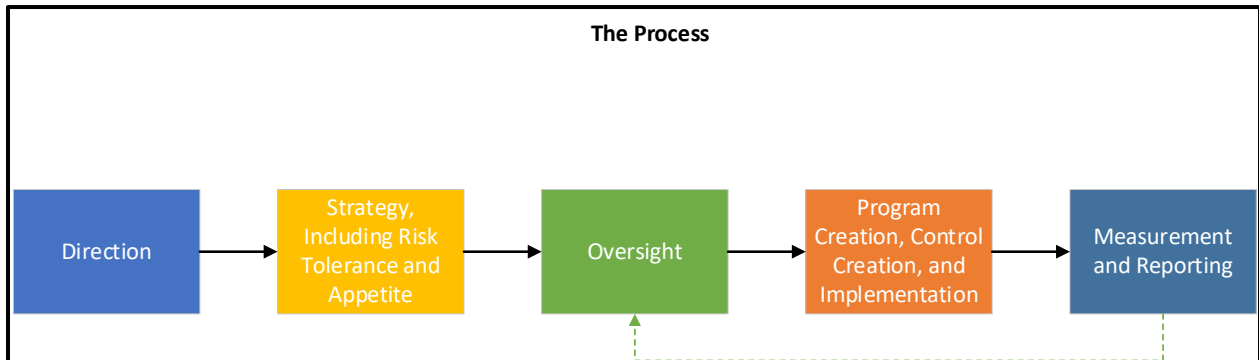 The Process
Direction
Strategy,
Including Risk
Tolerance and
Appetite
Oversight
Program
Creation, Control
Creation, and
Implementation
Measurement
and Reporting